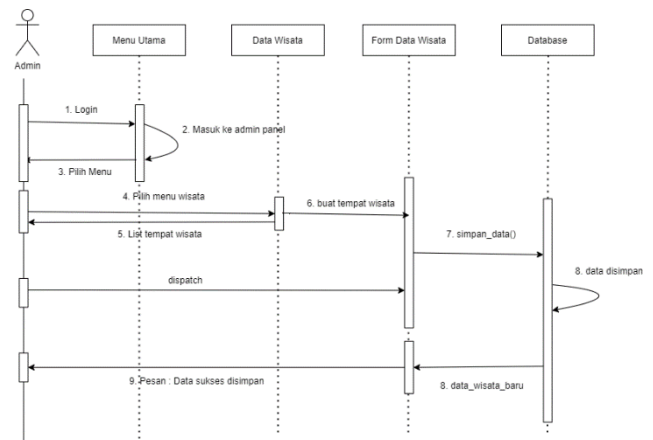 Menu Utama
Data Wisata
Form Data Wisata
Database
Admin
1. Login
2. Masuk ke admin panel
3. Pilih Menu
4. Pilih menu wisata
6. buat tempat wisata
5. List tempat wisata
7. simpan_data()
8. data disimpan
dispatch
9. Pesan : Data sukses disimpan
8. data_wisata_baru